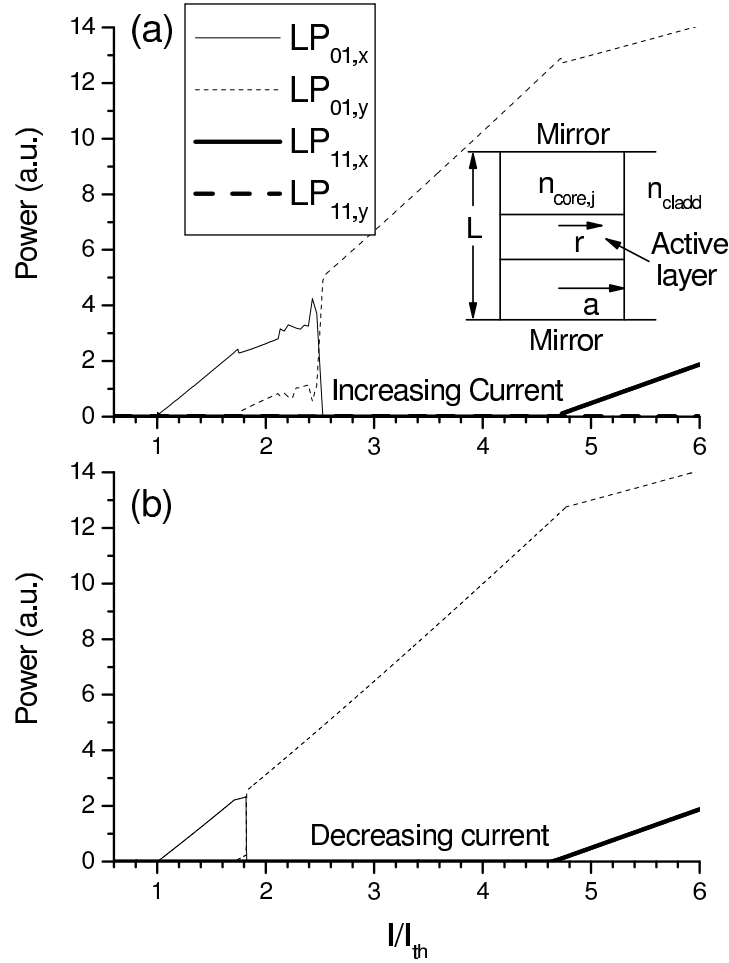 (a)
LP01,x
LP01,y
LP11,x
LP11,y
14
12
10
8
6
4
2
0
Power (a.u.)
Mirror
ncore,j
ncladd
L
r
Active
layer
a
Mirror
Increasing Current
1 2 3 4 5 6
(b)
14
12
10
8
6
4
2
0
Power (a.u.)
Decreasing current
1 2 3 4 5 6
I/Ith